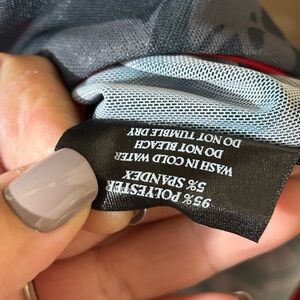 95% POLYESTER
5% SPANDEX
WASH IN COLD WATER
DO NOT BLEACH
DO NOT TUMBLE DRY